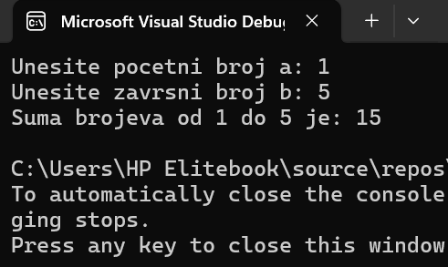 Microsoft Visual Studio Debu
Unesite pocetni broj a: 1
Unesite zavrsni broj b: 5
Suma brojeva od 1 do 5 je: 15
C:\Users\HP Elitebook\source\repos\
To automatically close the console
ging stops.
Press any key to close this window